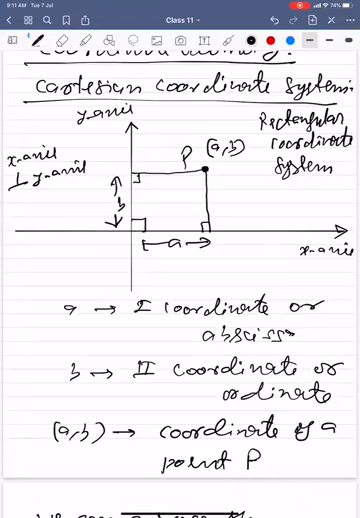 9:11 AM Tue 7 Jul
74%
Class 11
Cartesian coordinate system:
y-axis
Rectangular
coordinate
system
x-axis
⊥ y-axis
P (a,b)
b
a
x-axis
a → I coordinate or
abscissa
b → II coordinate or
ordinate
(a,b) → coordinate of a
point P